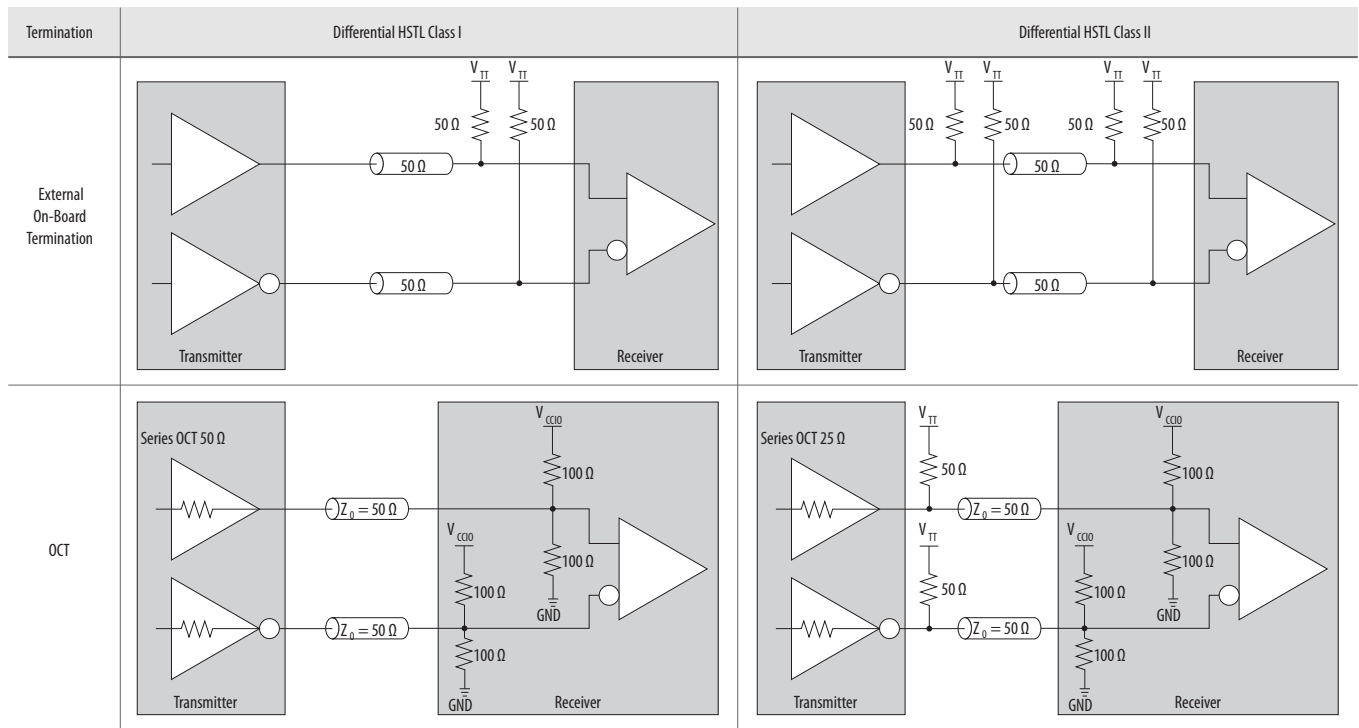 Termination
Differential HSTL Class I
Differential HSTL Class II
External
On-Board
Termination
V TT V TT
50 Ω 50 Ω
50 Ω
50 Ω
Transmitter
Receiver
V TT V TT V TT V TT
50 Ω 50 Ω 50 Ω 50 Ω
50 Ω
50 Ω
Transmitter
Receiver
OCT
Series OCT 50 Ω
V CCIO
100 Ω
Z 0 = 50 Ω
V CCIO
100 Ω
100 Ω
GND
Z 0 = 50 Ω
100 Ω
GND
Transmitter
Receiver
Series OCT 25 Ω
V TT
V CCIO
50 Ω
100 Ω
Z 0 = 50 Ω
V TT
V CCIO
100 Ω
50 Ω
100 Ω
GND
Z 0 = 50 Ω
100 Ω
GND
Transmitter
Receiver